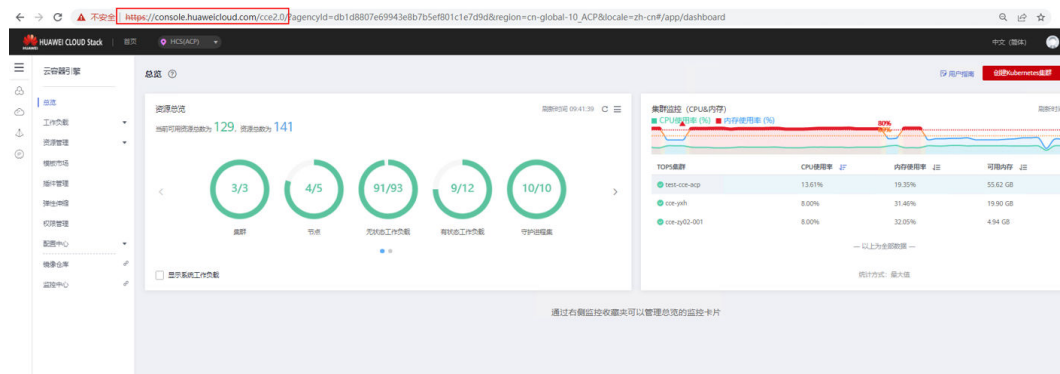 不安全 | https://console.huaweicloud.com/cce2.0/?agencyId=db1d8807e69943e8b7b5ef801c1e7d9d&region=cn-global-10_ACP&locale=zh-cn#/app/dashboard
HUAWEI
HUAWEI CLOUD Stack | 首页 HCS(ACP) 中文 (简体)
云容器引擎
总览
工作负载
资源管理
模板市场
插件管理
弹性伸缩
权限管理
配置中心
镜像仓库
监控中心
总览 用户指南 创建Kubernetes集群
资源总览 刷新时间 09:41:39
当前可用资源总数为 129, 资源总数为 141
3/3 4/5 91/93 9/12 10/10
集群 节点 无状态工作负载 有状态工作负载 守护进程集
显示系统工作负载
集群监控 (CPU&内存)
CPU使用率 (%) 内存使用率 (%)
80%
TOP5集群 CPU使用率 内存使用率 可用内存
test-cce-acp 13.61% 19.35% 55.62 GB
cce-yxh 8.00% 31.46% 19.90 GB
cce-zy02-001 8.00% 32.05% 4.94 GB
— 以上为全部数据 —
统计方式: 最大值
通过右侧监控收藏夹可以管理总览的监控卡片